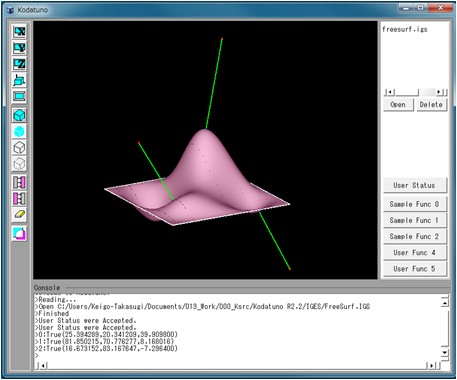 Kodatuno
freesurf.igs
Open
Delete
User Status
Sample Func 0
Sample Func 1
Sample Func 2
User Func 4
User Func 5
Console
>Reading...
>Open C:/Users/Keigo-Takasugi/Documents/013_Work/000_Ksrc/Kodatuno R2.2/IGES/FreeSurf.IGS
>Finished
User Status were Accepted.
User Status were Accepted.
>0:True(25.394289,20.341209,39.909800)
>1:True(81.850215,70.776277,8.168016)
>2:True(16.673152,83.167647,-7.296400)
>